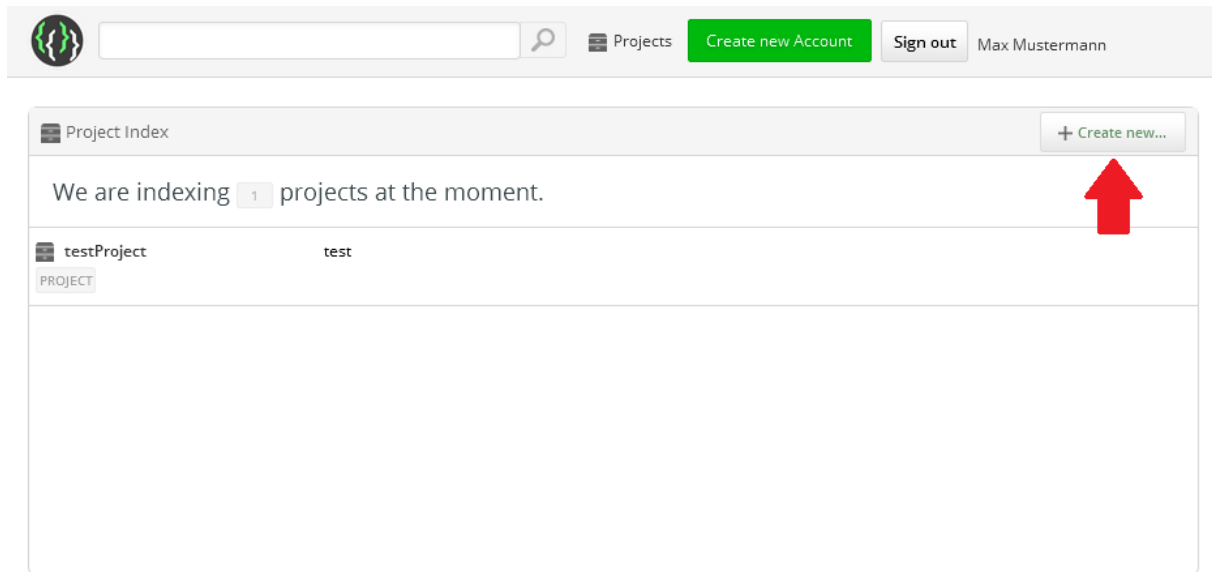 Projects Create new Account Sign out Max Mustermann
Project Index + Create new...
We are indexing 1 projects at the moment.
testProject test
PROJECT